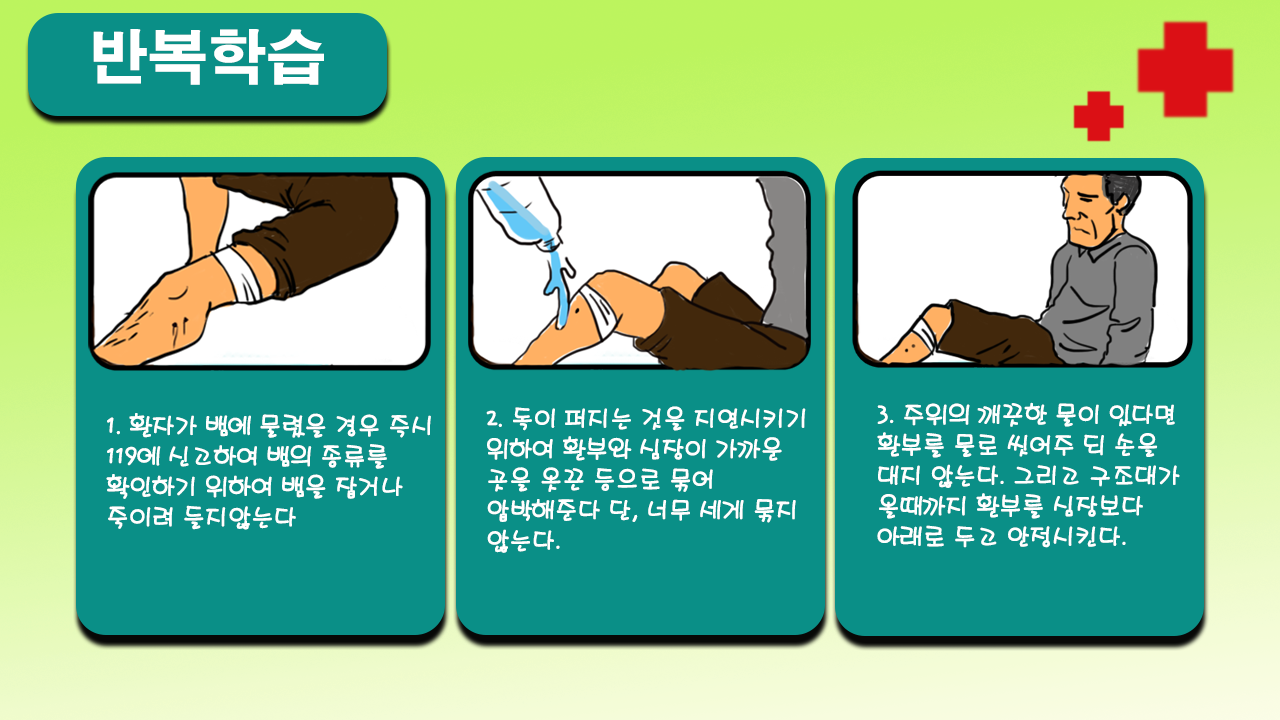 반복학습
1. 환자가 뱀에 물렸을 경우 즉시
119에 신고하여 뱀의 종류를
확인하기 위하여 뱀을 잡거나
죽이려 들지않는다
2. 독이 퍼지는 것을 지연시키기
위하여 환부와 심장이 가까운
곳을 옷끈 등으로 묶어
압박해준다 단, 너무 세게 묶지
않는다.
3. 주위의 깨끗한 물이 있다면
환부를 물로 씻어주 딥 손을
대지 않는다. 그리고 구조대가
올때까지 환부를 심장보다
아래로 두고 안정시킨다.